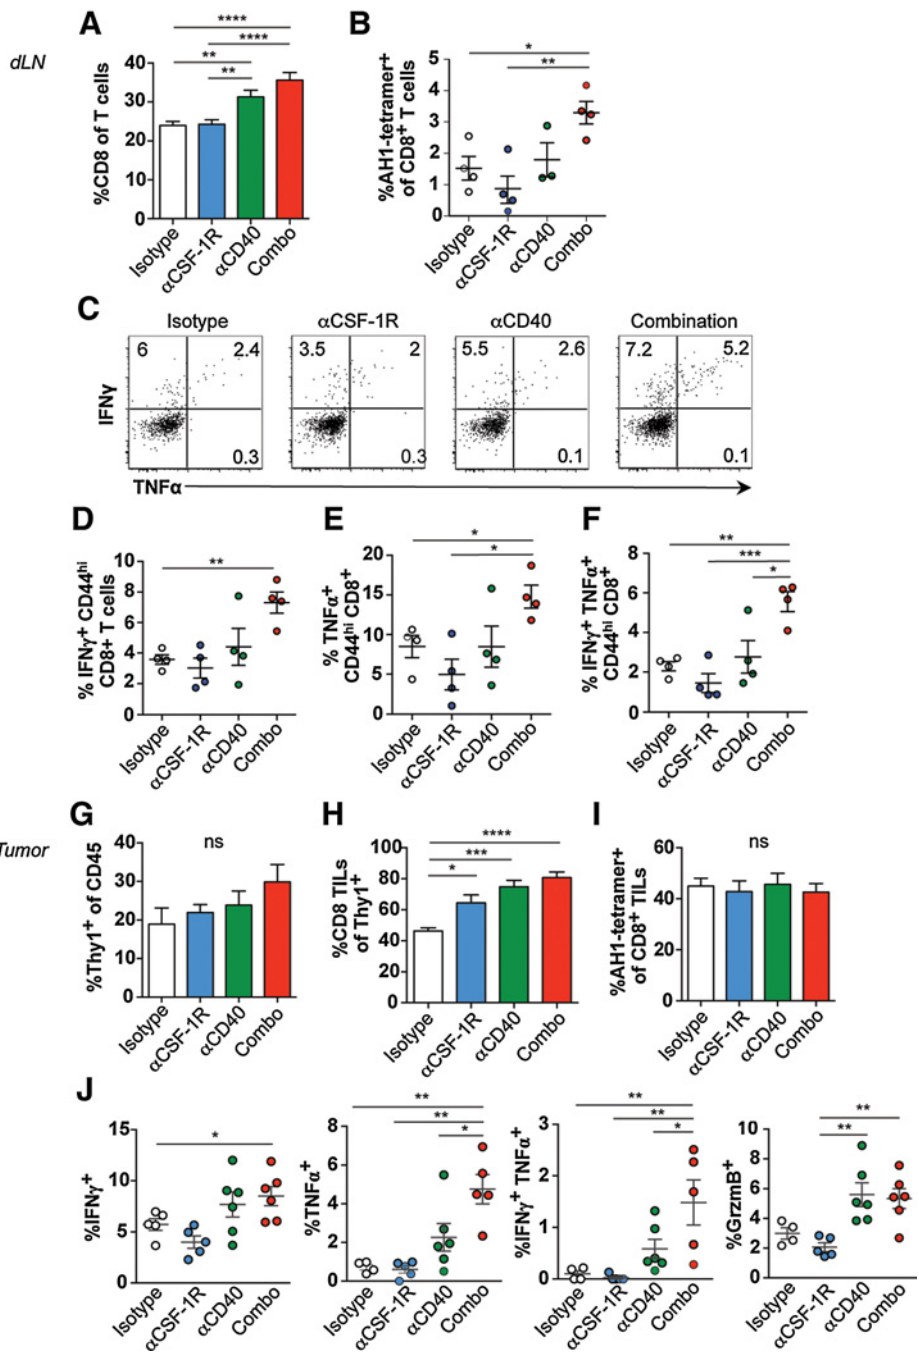 dLN
A
%CD8 of T cells
40
30
20
10
0
****
****
**
**
Isotype
αCSF-1R
αCD40
Combo
B
%AH1-tetramer+
of CD8⁺ T cells
5
4
3
2
1
0
*
**
Isotype
αCSF-1R
αCD40
Combo
C
Isotype
αCSF-1R
αCD40
Combination
6
2.4
0.3
3.5
2
0.3
5.5
2.6
0.1
7.2
5.2
0.1
IFNγ
TNFα
D
% IFNγ⁺ CD44ʰⁱ
CD8+ T cells
10
8
6
4
2
0
**
Isotype
αCSF-1R
αCD40
Combo
E
% TNFα⁺
CD44ʰⁱ CD8⁺
20
15
10
5
0
*
*
Isotype
αCSF-1R
αCD40
Combo
F
% IFNγ⁺ TNFα⁺
CD44ʰⁱ CD8⁺
8
6
4
2
0
**
***
*
Isotype
αCSF-1R
αCD40
Combo
Tumor
G
%Thy1⁺ of CD45
40
30
20
10
0
ns
Isotype
αCSF-1R
αCD40
Combo
H
%CD8 TILs
of Thy1⁺
100
80
60
40
20
0
****
***
*
Isotype
αCSF-1R
αCD40
Combo
I
%AH1-tetramer+
of CD8⁺ TILs
60
40
20
0
ns
Isotype
αCSF-1R
αCD40
Combo
J
%IFNγ⁺
15
10
5
0
*
Isotype
αCSF-1R
αCD40
Combo
%TNFα⁺
8
6
4
2
0
**
**
*
Isotype
αCSF-1R
αCD40
Combo
%IFNγ⁺ TNFα⁺
3
2
1
0
**
**
*
Isotype
αCSF-1R
αCD40
Combo
%GrzmB⁺
10
8
6
4
2
0
**
**
Isotype
αCSF-1R
αCD40
Combo